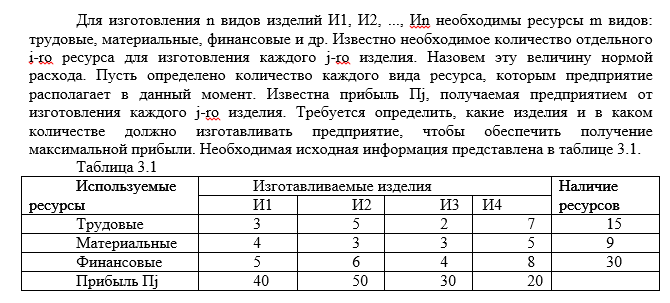 Для изготовления n видов изделий И1, И2, ..., Иn необходимы ресурсы m видов:
трудовые, материальные, финансовые и др. Известно необходимое количество отдельного
i-го ресурса для изготовления каждого j-го изделия. Назовем эту величину нормой
расхода. Пусть определено количество каждого вида ресурса, которым предприятие
располагает в данный момент. Известна прибыль Пj, получаемая предприятием от
изготовления каждого j-го изделия. Требуется определить, какие изделия и в каком
количестве должно изготавливать предприятие, чтобы обеспечить получение
максимальной прибыли. Необходимая исходная информация представлена в таблице 3.1.
Таблица 3.1
Используемые ресурсы Изготавливаемые изделия Наличие ресурсов
И1 И2 И3 И4
Трудовые 3 5 2 7 15
Материальные 4 3 3 5 9
Финансовые 5 6 4 8 30
Прибыль Пj 40 50 30 20